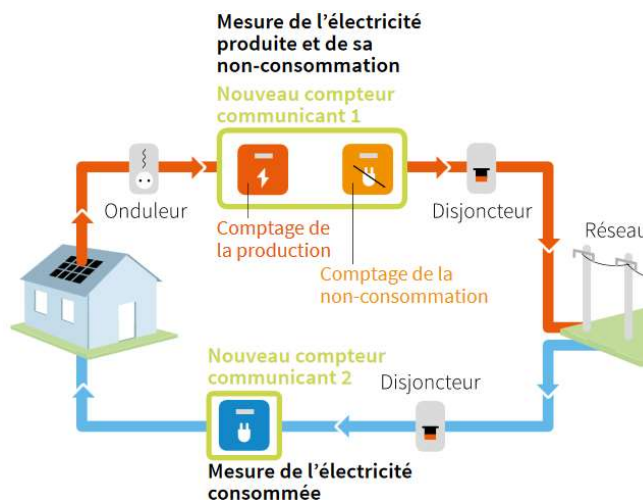 Mesure de l’électricité
produite et de sa
non-consommation
Nouveau compteur
communicant 1
Onduleur
Comptage de
la production
Comptage de la
non-consommation
Disjoncteur
Réseau
Nouveau compteur
communicant 2
Disjoncteur
Mesure de l’électricité
consommée